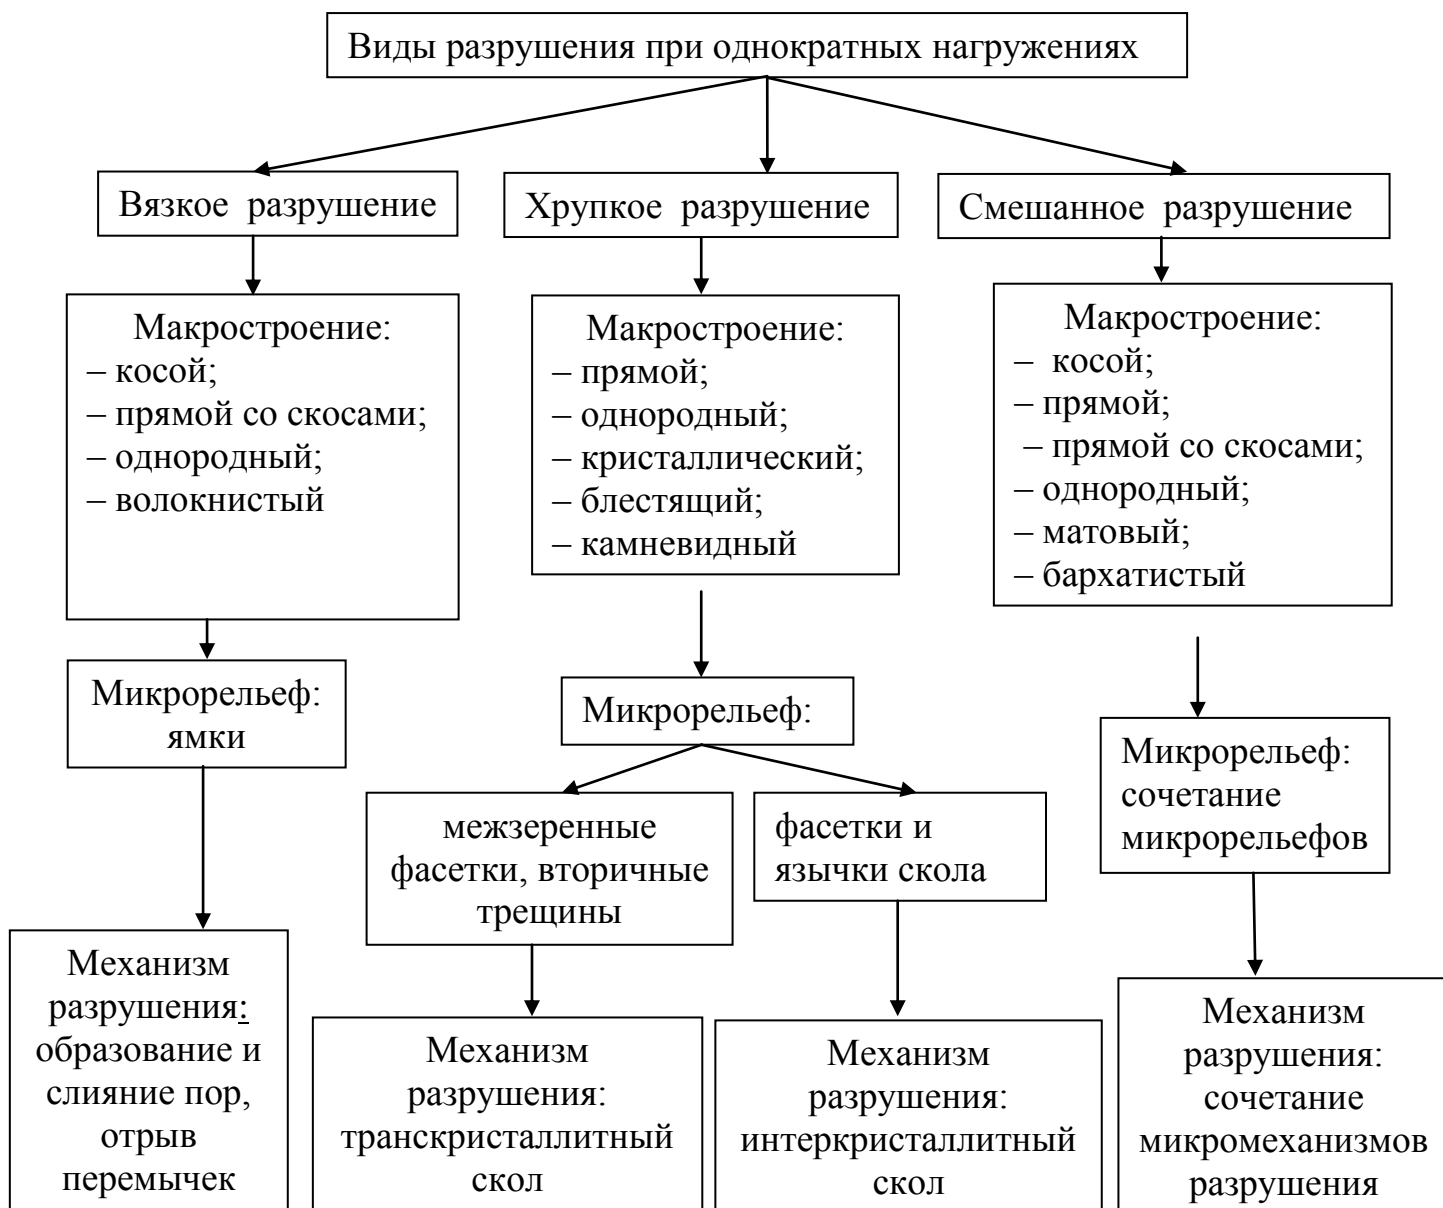 Виды разрушения при однократных нагружениях
Вязкое разрушение
Хрупкое разрушение
Смешанное разрушение
Макростроение:
– косой;
– прямой со скосами;
– однородный;
– волокнистый
Макростроение:
– прямой;
– однородный;
– кристаллический;
– блестящий;
– камневидный
Макростроение:
– косой;
– прямой;
– прямой со скосами;
– однородный;
– матовый;
– бархатистый
Микрорельеф:
ямки
Микрорельеф:
Микрорельеф:
сочетание
микрорельефов
межзеренные
фасетки, вторичные
трещины
фасетки и
язычки скола
Механизм
разрушения:
образование и
слияние пор,
отрыв
перемычек
Механизм
разрушения:
транскристаллитный
скол
Механизм
разрушения:
интеркристаллитный
скол
Механизм
разрушения:
сочетание
микромеханизмов
разрушения